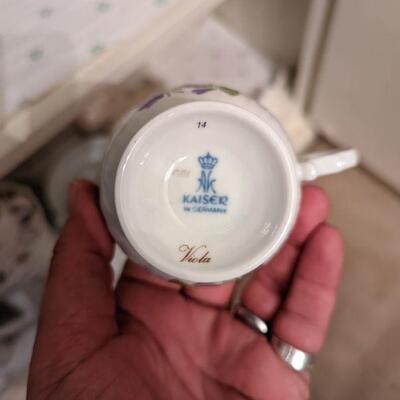 14
KAISER
W. GERMANY
Viola